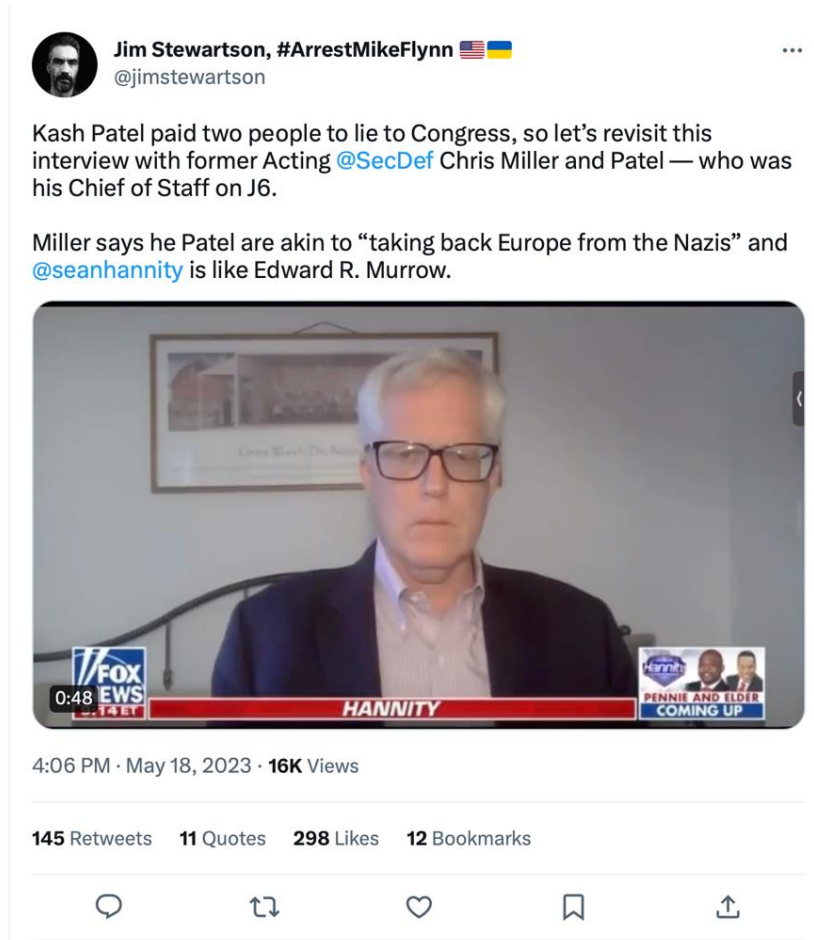 Jim Stewartson, #ArrestMikeFlynn 🇺🇸🇺🇦
@jimstewartson
Kash Patel paid two people to lie to Congress, so let’s revisit this
interview with former Acting @SecDef Chris Miller and Patel — who was
his Chief of Staff on J6.
Miller says he Patel are akin to “taking back Europe from the Nazis” and
@seanhannity is like Edward R. Murrow.
Hannity
FOX
PENNIE AND ELDER
0:48 EWS
HANNITY
COMING UP
4:06 PM · May 18, 2023 · 16K Views
145 Retweets 11 Quotes 298 Likes 12 Bookmarks